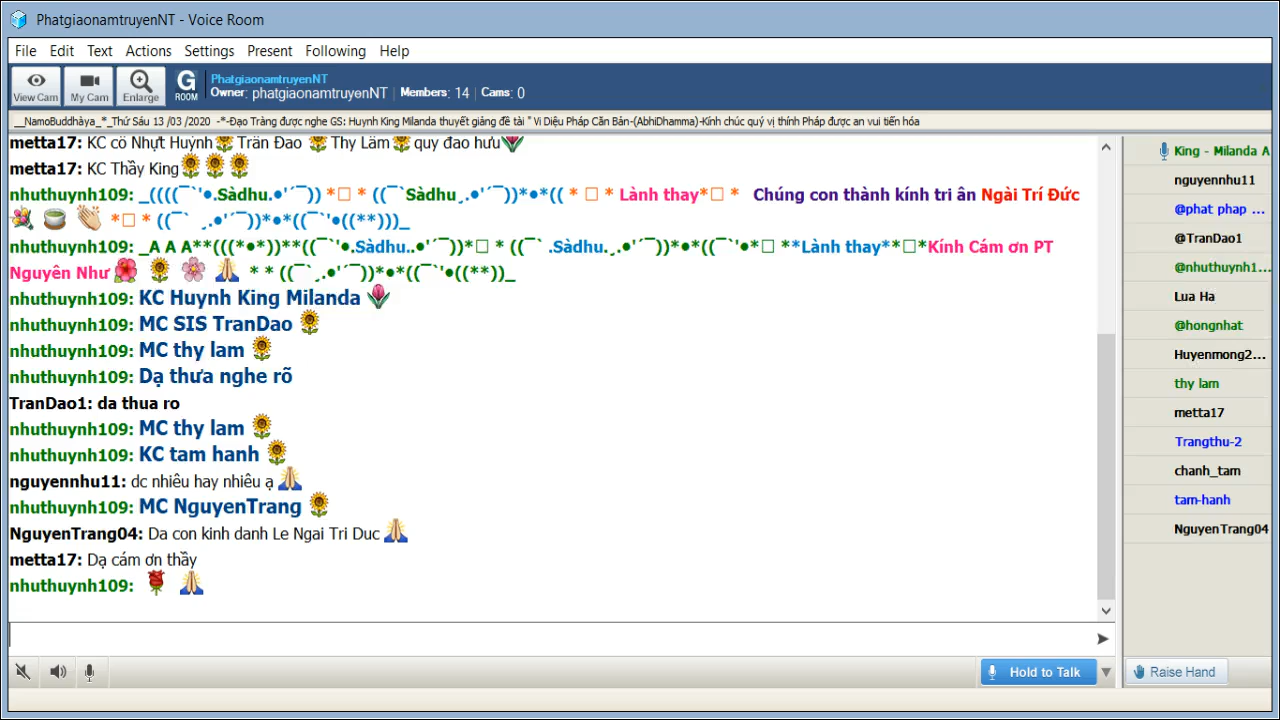 PhatgiaonamtruyenNT - Voice Room
File Edit Text Actions Settings Present Following Help
View Cam My Cam Enlarge G ROOM
PhatgiaonamtruyenNT
Owner: phatgiaonamtruyenNT | Members: 14 | Cams: 0
__NamoBuddhàya_*_Thứ Sáu 13 /03 /2020 -*-Đạo Tràng được nghe GS: Huynh King Milanda thuyết giảng đề tài " Vi Diệu Pháp Căn Bản-(AbhiDhamma)-Kính chúc quý vị thính Pháp được an vui tiến hóa
metta17: KC cô Nhựt Huỳnh🌻Trần Đao 🌻Thy Lâm🌻quy đao hưu🌷
metta17: KC Thầy King🌻🌻🌻
nhuthuynh109: _((((¯`'●.Sàdhu.●'´¯)) *□ * ((¯`Sàdhu¸.●'´¯))*●*(( * □ * Lành thay*□ * Chúng con thành kính tri ân Ngài Trí Đức
💐 🍵 👏 *□ * ((¯` ¸.●'´¯))*●*((¯`'●((**)))_
nhuthuynh109: _A A A**(((*●*))**((¯`'●.Sàdhu..●'´¯))*□ * ((¯` .Sàdhu.¸.●'´¯))*●*((¯`'●*□ **Lành thay**□*Kính Cám ơn PT
Nguyên Như 🌺 🌻 🌸 🙏 * * ((¯`¸.●'´¯))*●*((¯`'●((**))_
nhuthuynh109: KC Huynh King Milanda 🌷
nhuthuynh109: MC SIS TranDao 🌻
nhuthuynh109: MC thy lam 🌻
nhuthuynh109: Dạ thưa nghe rõ
TranDao1: da thua ro
nhuthuynh109: MC thy lam 🌻
nhuthuynh109: KC tam hanh 🌻
nguyennhu11: dc nhiêu hay nhiêu ạ 🙏
nhuthuynh109: MC NguyenTrang 🌻
NguyenTrang04: Da con kinh danh Le Ngai Tri Duc 🙏
metta17: Dạ cám ơn thầy
nhuthuynh109: 🌹 🙏
Hold to Talk
King - Milanda A
nguyennhu11
@phat phap ...
@TranDao1
@nhuthuynh1...
Lua Ha
@hongnhat
Huyenmong2...
thy lam
metta17
Trangthu-2
chanh_tam
tam-hanh
NguyenTrang04
Raise Hand